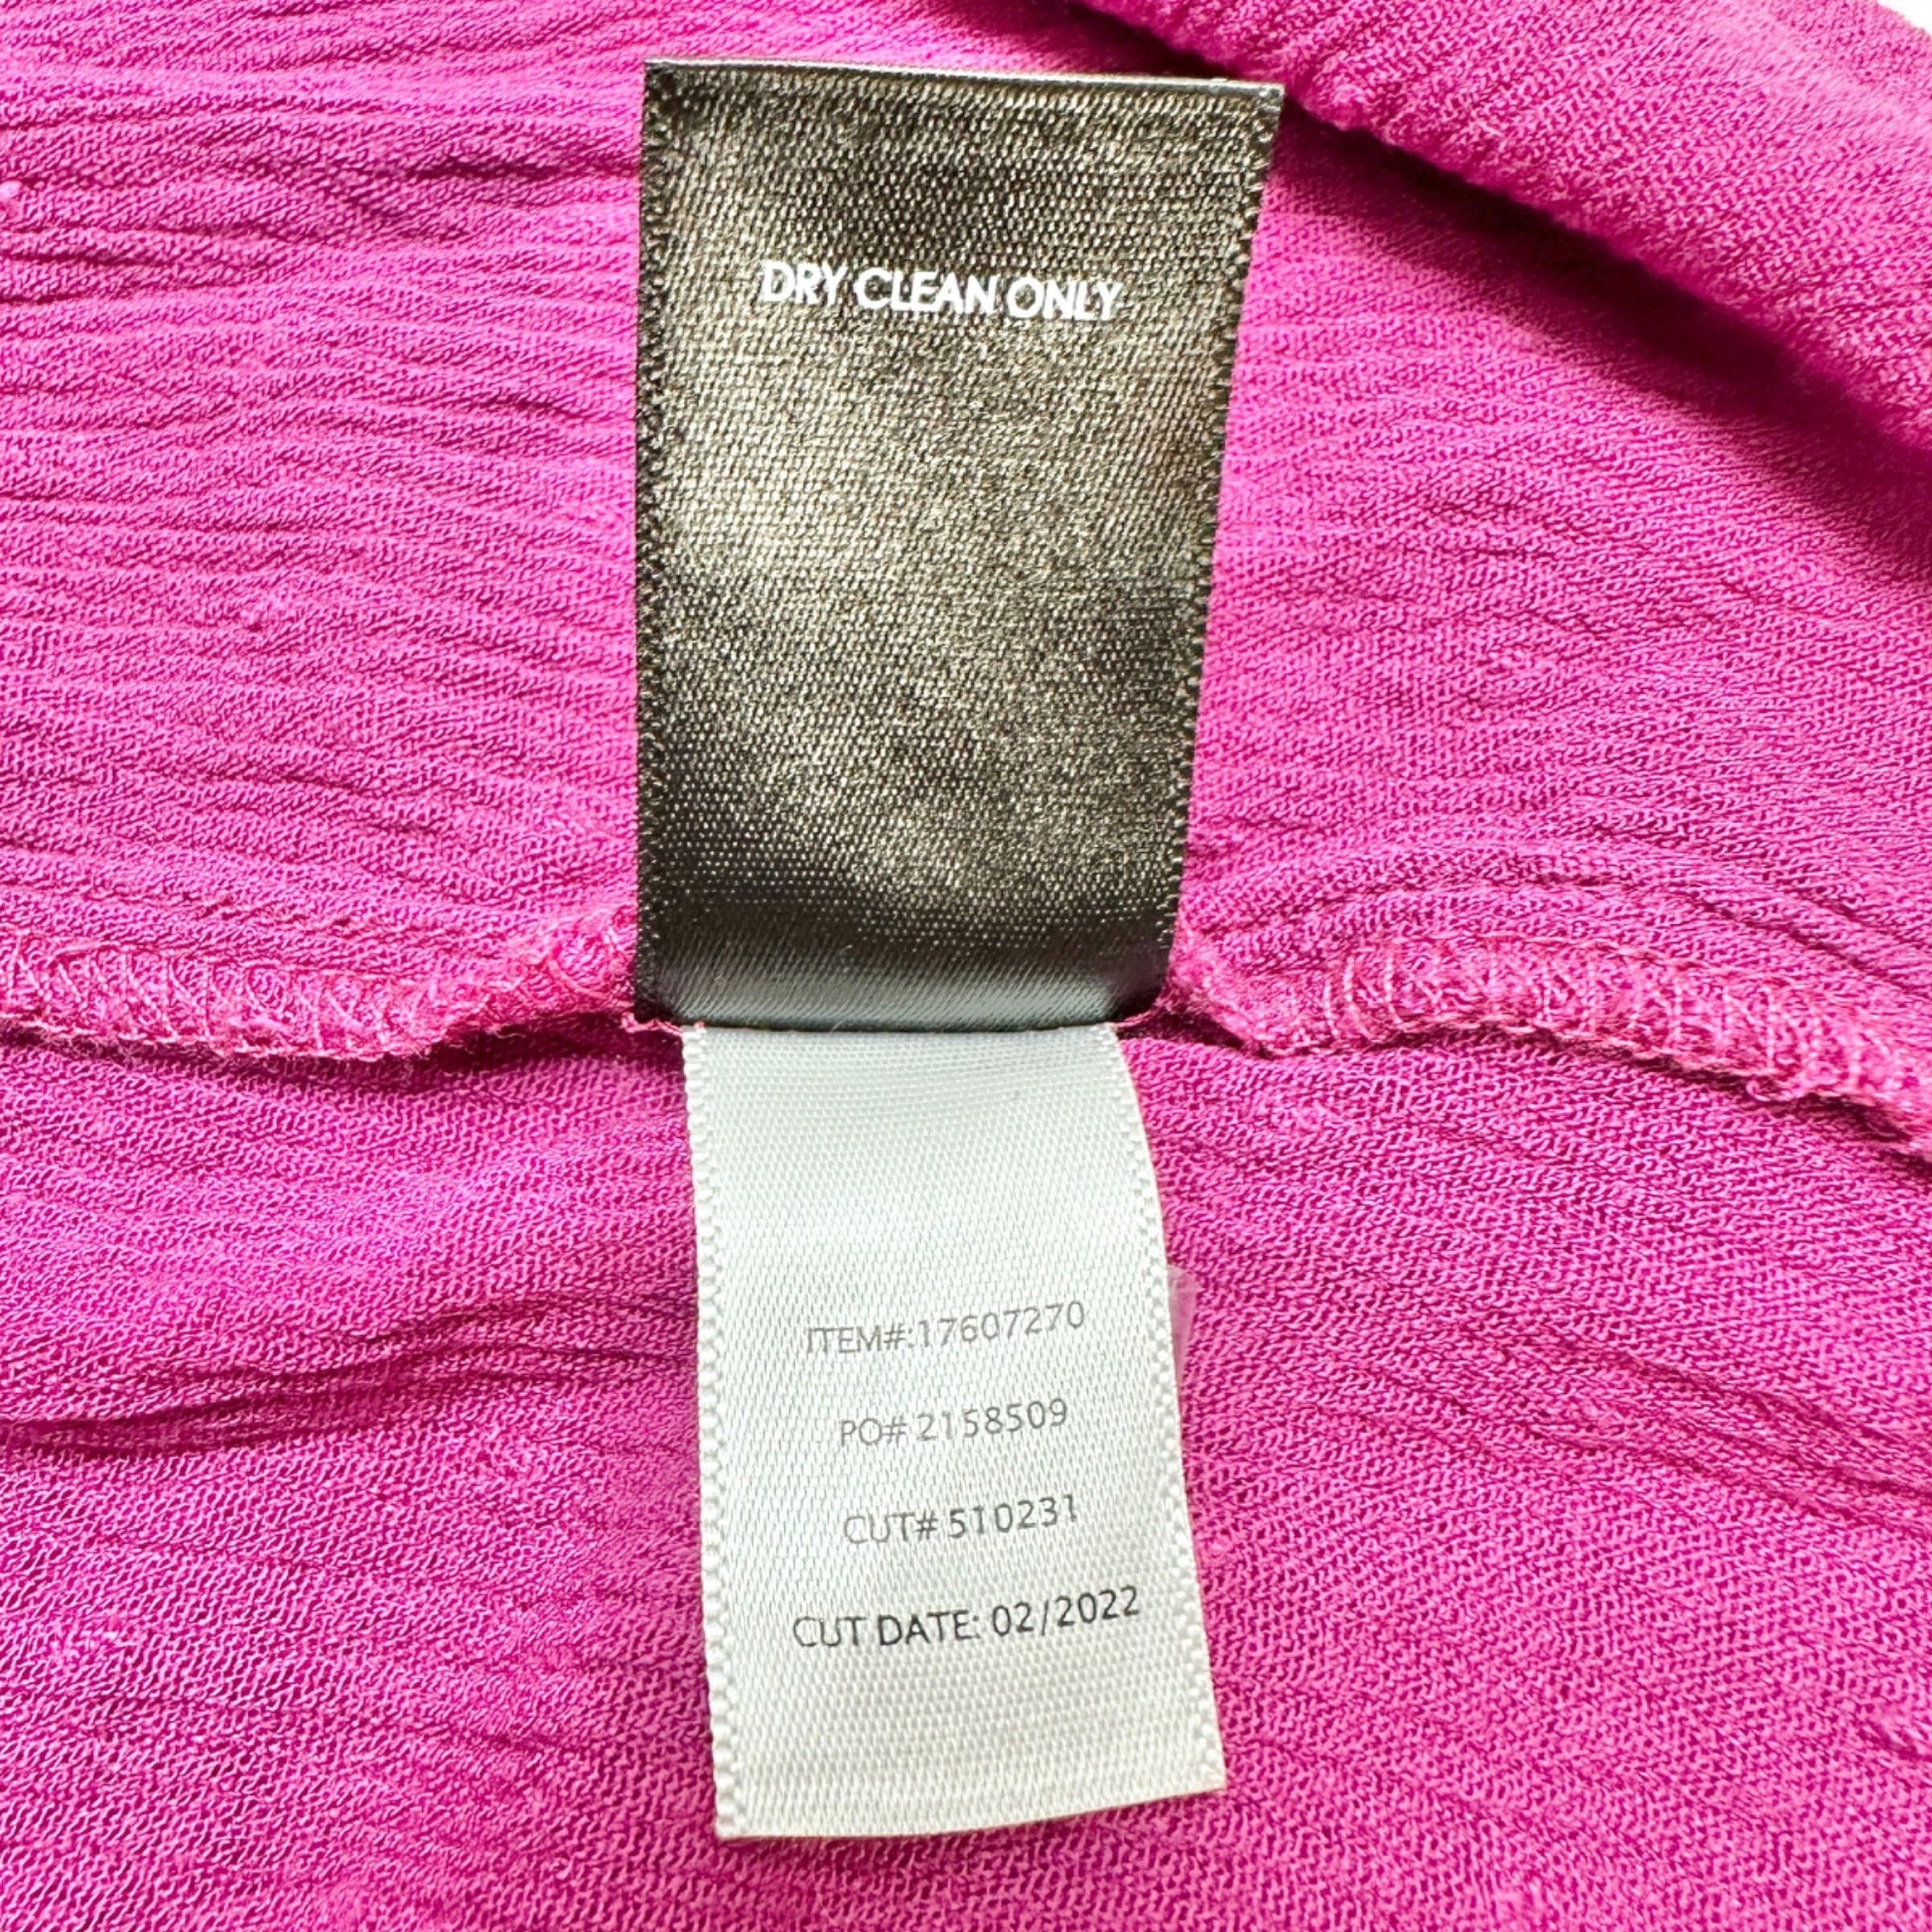 DRY CLEAN ONLY
ITEM#:17607270
PO# 2158509
CUT# 510231
CUT DATE: 02/2022